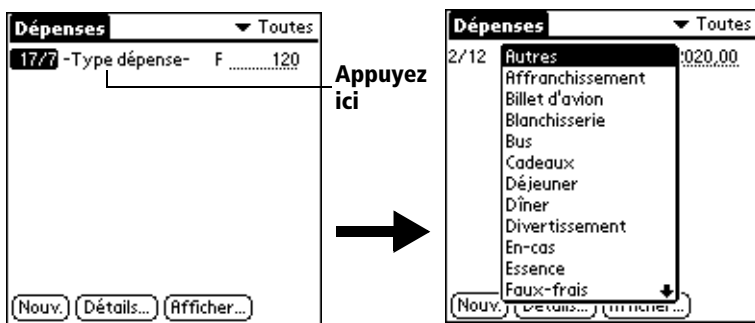 Dépenses
Toutes
17/7 -Type dépense- F 120
Nouv. Détails... Afficher...
Appuyez
ici
Dépenses
Toutes
2/12
020,00
Autres
Affranchissement
Billet d'avion
Blanchisserie
Bus
Cadeaux
Déjeuner
Dîner
Divertissement
En-cas
Essence
Faux-frais
Nouv.